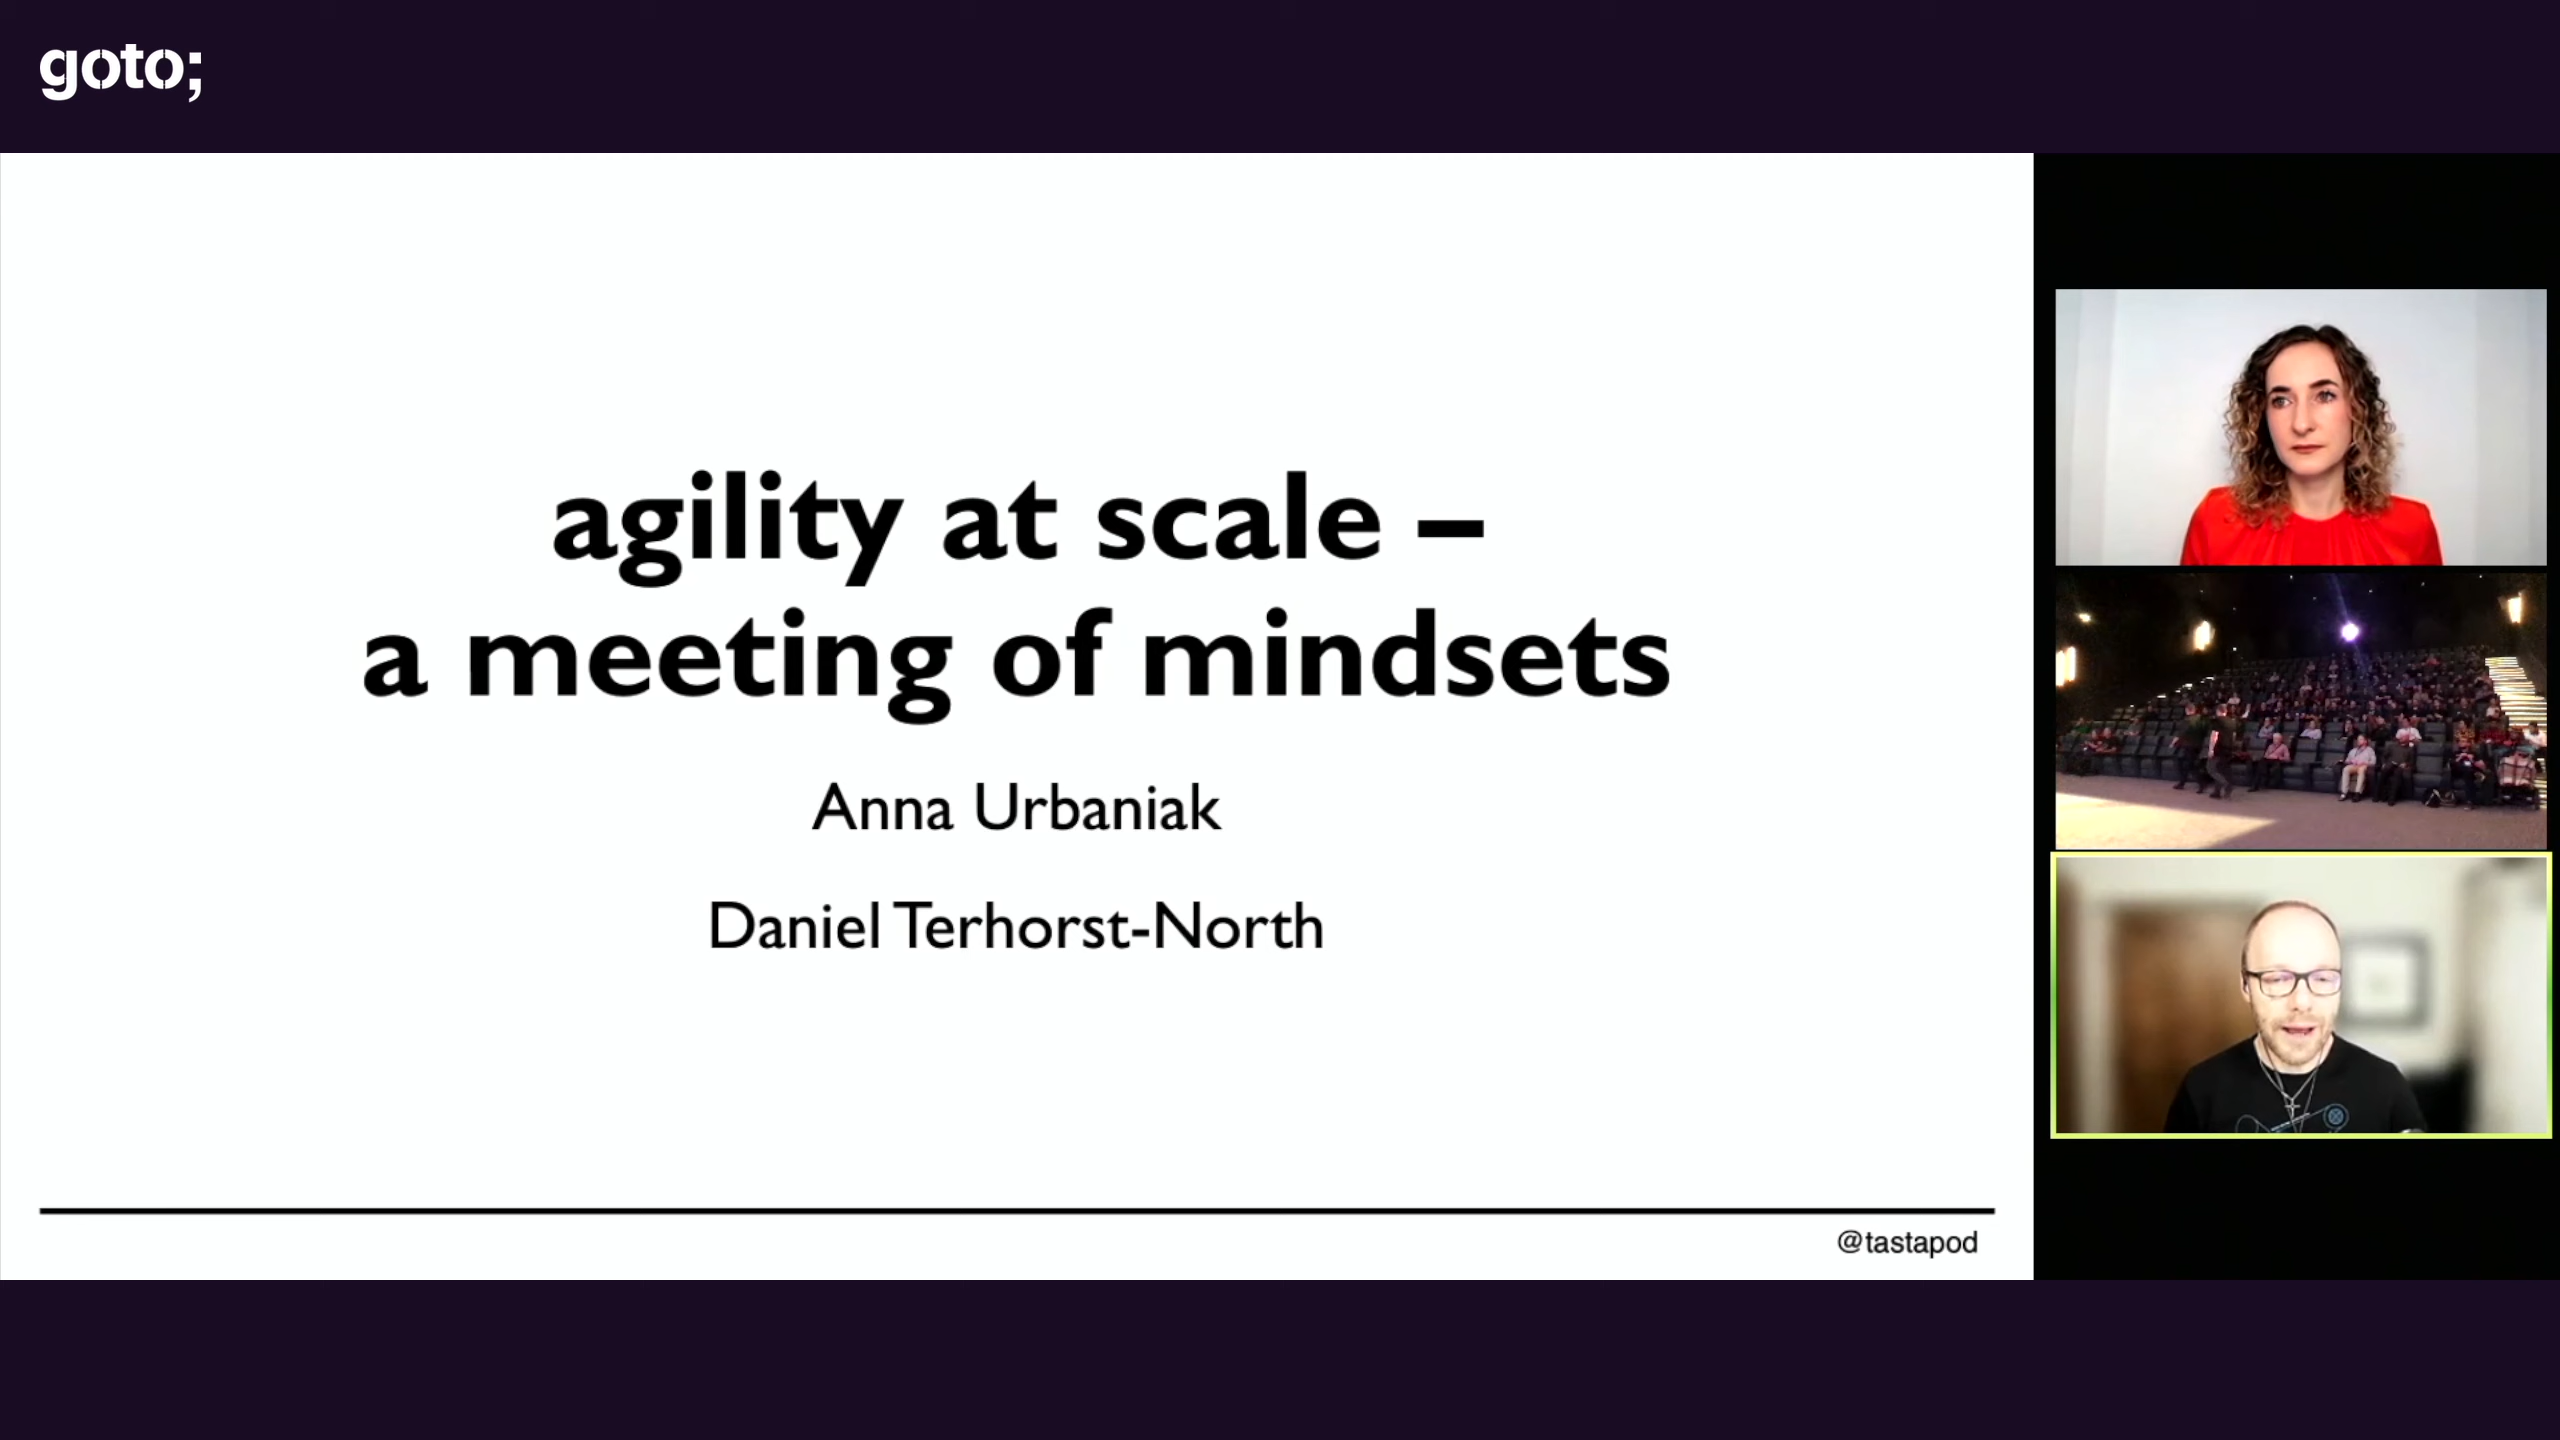 goto;
agility at scale –
a meeting of mindsets
Anna Urbaniak
Daniel Terhorst-North
@tastapod